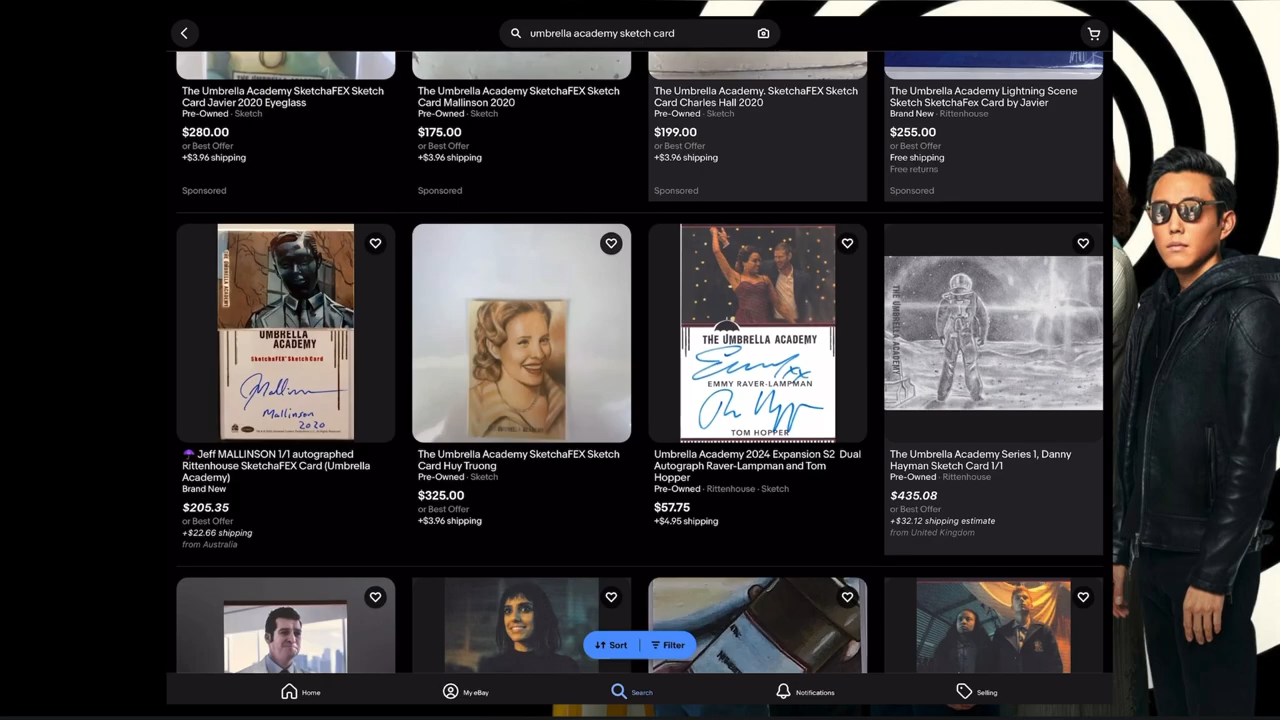 umbrella academy sketch card
The Umbrella Academy SketchaFEX Sketch
Card Javier 2020 Eyeglass
Pre-Owned · Sketch
$280.00
or Best Offer
+$3.96 shipping
Sponsored
The Umbrella Academy SketchaFEX Sketch
Card Mallinson 2020
Pre-Owned · Sketch
$175.00
or Best Offer
+$3.96 shipping
The Umbrella Academy. SketchaFEX Sketch
Card Charles Hall 2020
Pre-Owned · Sketch
$199.00
or Best Offer
+$3.96 shipping
Sponsored
The Umbrella Academy Lightning Scene
Sketch SketchaFex Card by Javier
Brand New · Rittenhouse
$255.00
or Best Offer
Free shipping
Free returns
Sponsored
UMBRELLA
ACADEMY
SketchaFEX Sketch Card
Mallinson
2020
Jeff MALLINSON 1/1 autographed
Rittenhouse SketchaFEX Card (Umbrella
Academy)
Brand New
$205.35
or Best Offer
+$22.66 shipping
from Australia
The Umbrella Academy SketchaFEX Sketch
Card Huy Truong
Pre-Owned · Sketch
$325.00
or Best Offer
+$3.96 shipping
THE UMBRELLA ACADEMY
EMMY RAVER-LAMPMAN
TOM HOPPER
Umbrella Academy 2024 Expansion S2 Dual
Autograph Raver-Lampman and Tom
Hopper
Pre-Owned · Rittenhouse · Sketch
$57.75
+$4.95 shipping
THE UMBRELLA ACADEMY
The Umbrella Academy Series 1, Danny
Hayman Sketch Card 1/1
Pre-Owned · Rittenhouse
$435.08
or Best Offer
+$32.12 shipping estimate
from United Kingdom
Sort
Filter
Home
My eBay
Search
Notifications
Selling